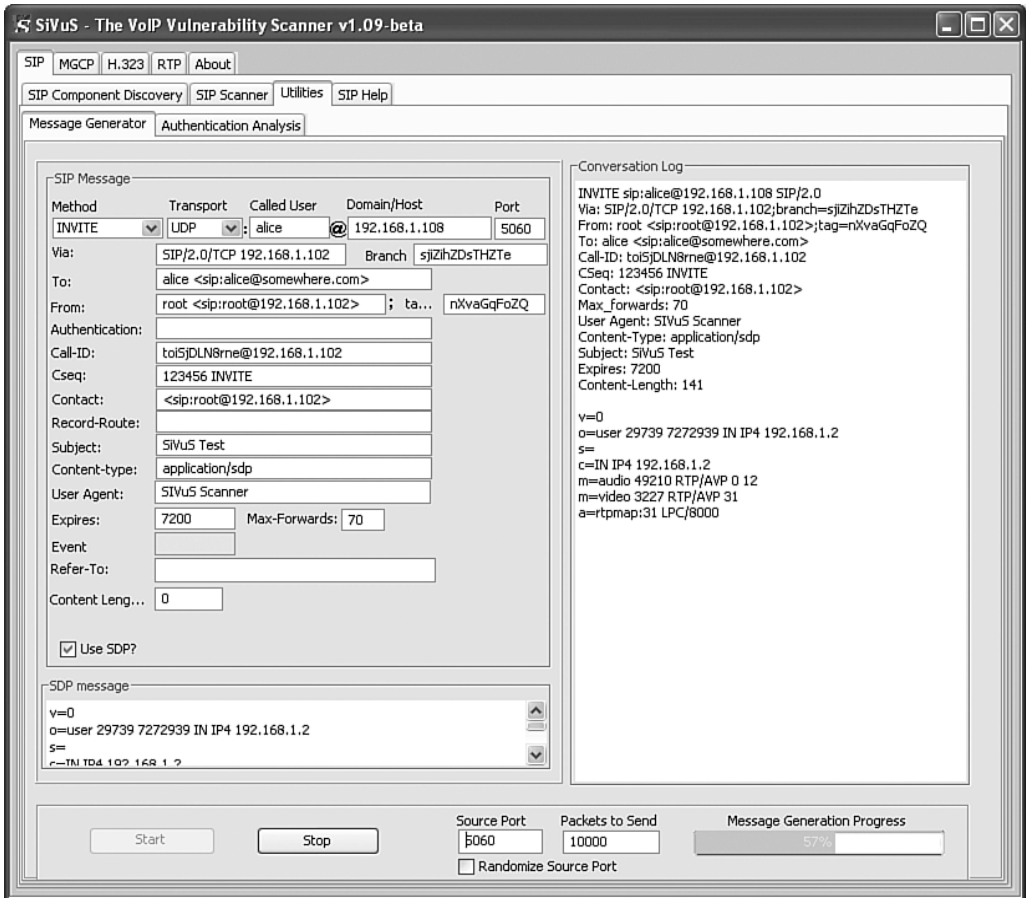 SiVuS - The VoIP Vulnerability Scanner v1.09-beta
SIP MGCP H.323 RTP About
SIP Component Discovery SIP Scanner Utilities SIP Help
Message Generator Authentication Analysis
SIP Message
Method Transport Called User Domain/Host Port
INVITE UDP : alice @ 192.168.1.108 5060
Via: SIP/2.0/TCP 192.168.1.102 Branch sjiZihZDsTHZTe
To: alice <sip:alice@somewhere.com>
From: root <sip:root@192.168.1.102> ; ta... nXvaGqFoZQ
Authentication:
Call-ID: toiSjDLN8rne@192.168.1.102
Cseq: 123456 INVITE
Contact: <sip:root@192.168.1.102>
Record-Route:
Subject: SiVuS Test
Content-type: application/sdp
User Agent: SIVuS Scanner
Expires: 7200 Max-Forwards: 70
Event
Refer-To:
Content Leng... 0
Use SDP?
SDP message
v=0
o=user 29739 7272939 IN IP4 192.168.1.2
s=
c=IN IP4 192.168.1.2
Conversation Log
INVITE sip:alice@192.168.1.108 SIP/2.0
Via: SIP/2.0/TCP 192.168.1.102;branch=sjiZihZDsTHZTe
From: root <sip:root@192.168.1.102>;tag=nXvaGqFoZQ
To: alice <sip:alice@somewhere.com>
Call-ID: toiSjDLN8rne@192.168.1.102
CSeq: 123456 INVITE
Contact: <sip:root@192.168.1.102>
Max_forwards: 70
User Agent: SIVuS Scanner
Content-Type: application/sdp
Subject: SiVuS Test
Expires: 7200
Content-Length: 141
v=0
o=user 29739 7272939 IN IP4 192.168.1.2
s=
c=IN IP4 192.168.1.2
m=audio 49210 RTP/AVP 0 12
m=video 3227 RTP/AVP 31
a=rtpmap:31 LPC/8000
Start Stop
Source Port Packets to Send Message Generation Progress
5060 10000 57%
Randomize Source Port